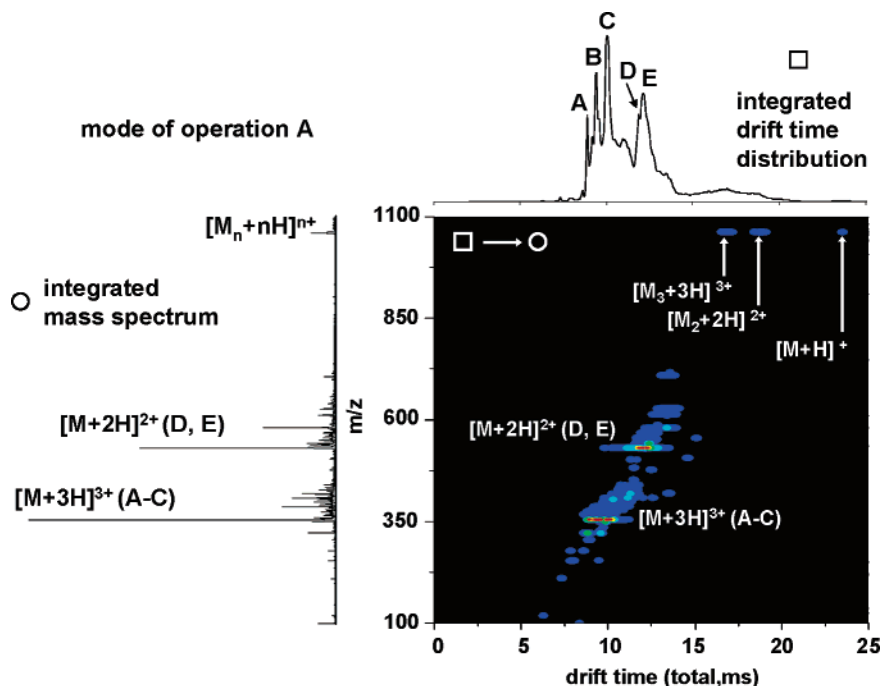 C
B
D
E
A
integrated
drift time
distribution
mode of operation A
[Mₙ+nH]ⁿ⁺
integrated
mass spectrum
[M+2H]²⁺ (D, E)
[M+3H]³⁺ (A-C)
1100
850
600
350
100
m/z
[M₃+3H]³⁺
[M₂+2H]²⁺
[M+H]⁺
[M+2H]²⁺ (D, E)
[M+3H]³⁺ (A-C)
0 5 10 15 20 25
drift time (total,ms)